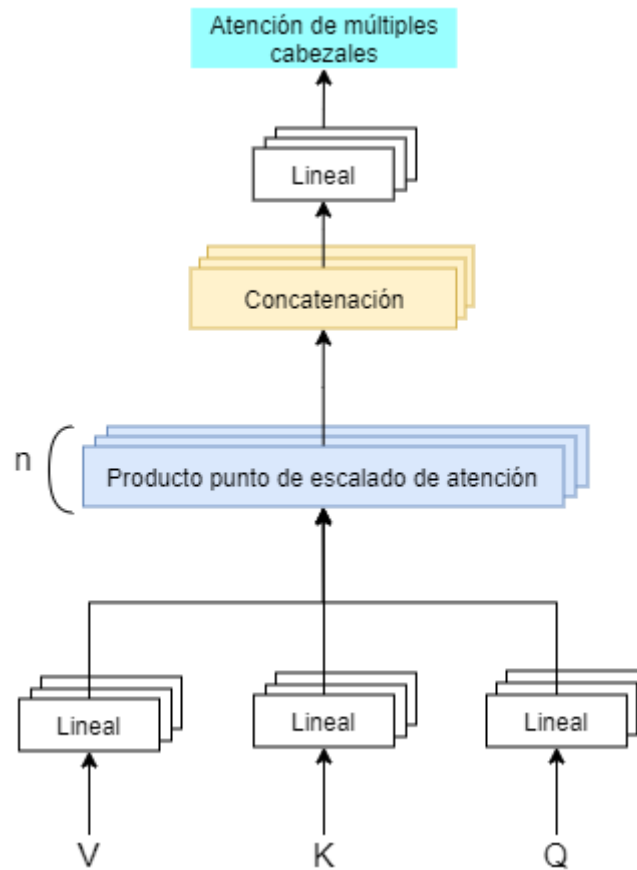 Atención de múltiples
cabezales
Lineal
Concatenación
n
Producto punto de escalado de atención
Lineal
Lineal
Lineal
V
K
Q